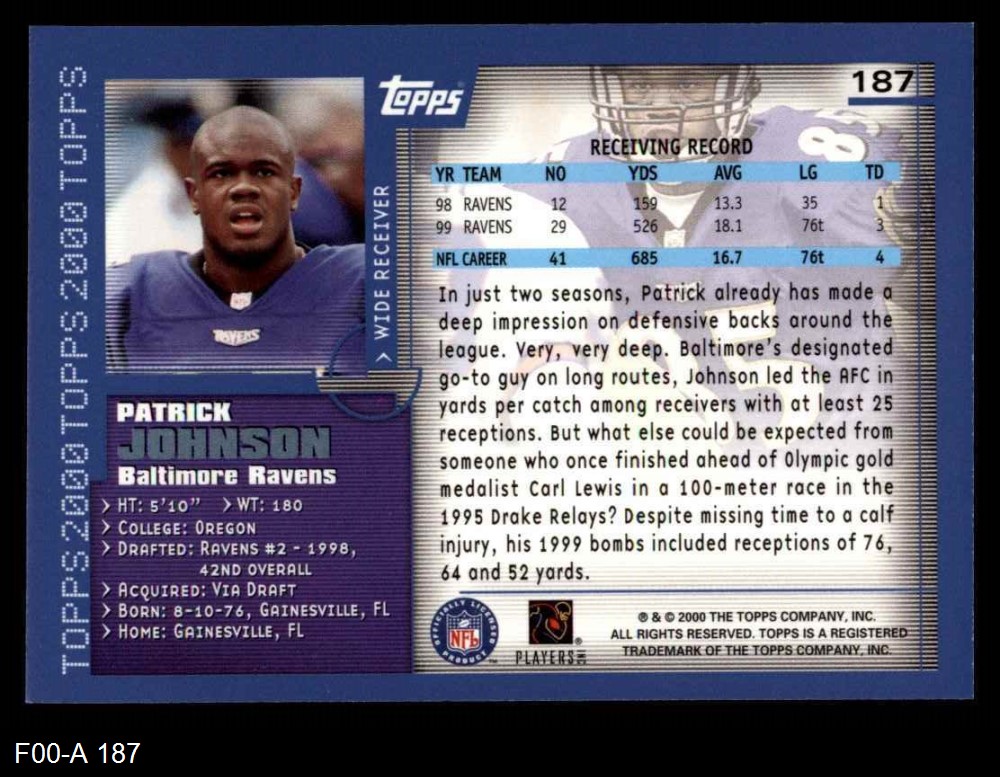 TOPPS2000TOPPS2000TOPPS
topps
187
WIDE RECEIVER
RAVENS
PATRICK
JOHNSON
Baltimore Ravens
> HT: 5'10" > WT: 180
> COLLEGE: OREGON
> DRAFTED: RAVENS #2 - 1998,
42ND OVERALL
> ACQUIRED: VIA DRAFT
> BORN: 8-10-76, GAINESVILLE, FL
> HOME: GAINESVILLE, FL
RECEIVING RECORD
YR TEAM NO YDS AVG LG TD
98 RAVENS 12 159 13.3 35 1
99 RAVENS 29 526 18.1 76t 3
NFL CAREER 41 685 16.7 76t 4
In just two seasons, Patrick already has made a
deep impression on defensive backs around the
league. Very, very deep. Baltimore's designated
go-to guy on long routes, Johnson led the AFC in
yards per catch among receivers with at least 25
receptions. But what else could be expected from
someone who once finished ahead of Olympic gold
medalist Carl Lewis in a 100-meter race in the
1995 Drake Relays? Despite missing time to a calf
injury, his 1999 bombs included receptions of 76,
64 and 52 yards.
OFFICIALLY LICENSED
NFL
PRODUCT
PLAYERS INC
® & © 2000 THE TOPPS COMPANY, INC.
ALL RIGHTS RESERVED. TOPPS IS A REGISTERED
TRADEMARK OF THE TOPPS COMPANY, INC.
F00-A 187